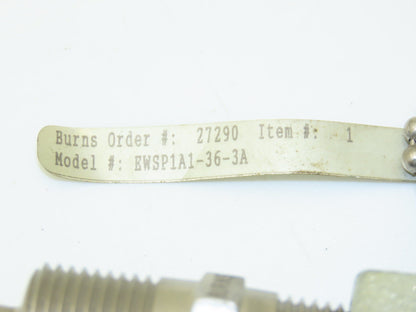 Burns Order #: 27290 Item #: 1
Model #: EWSP1A1-36-3A